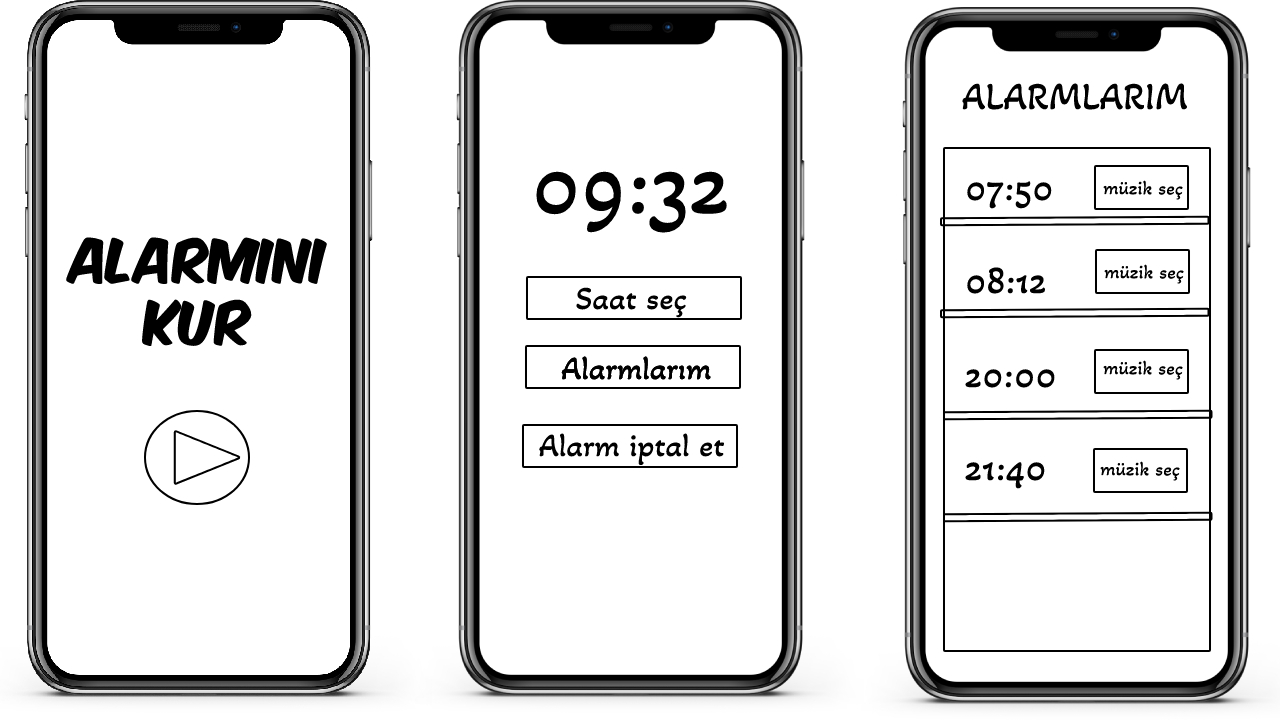 ALARMINI
KUR
09:32
Saat seç
Alarmlarım
Alarm iptal et
ALARMLARIM
07:50
müzik seç
08:12
müzik seç
20:00
müzik seç
21:40
müzik seç